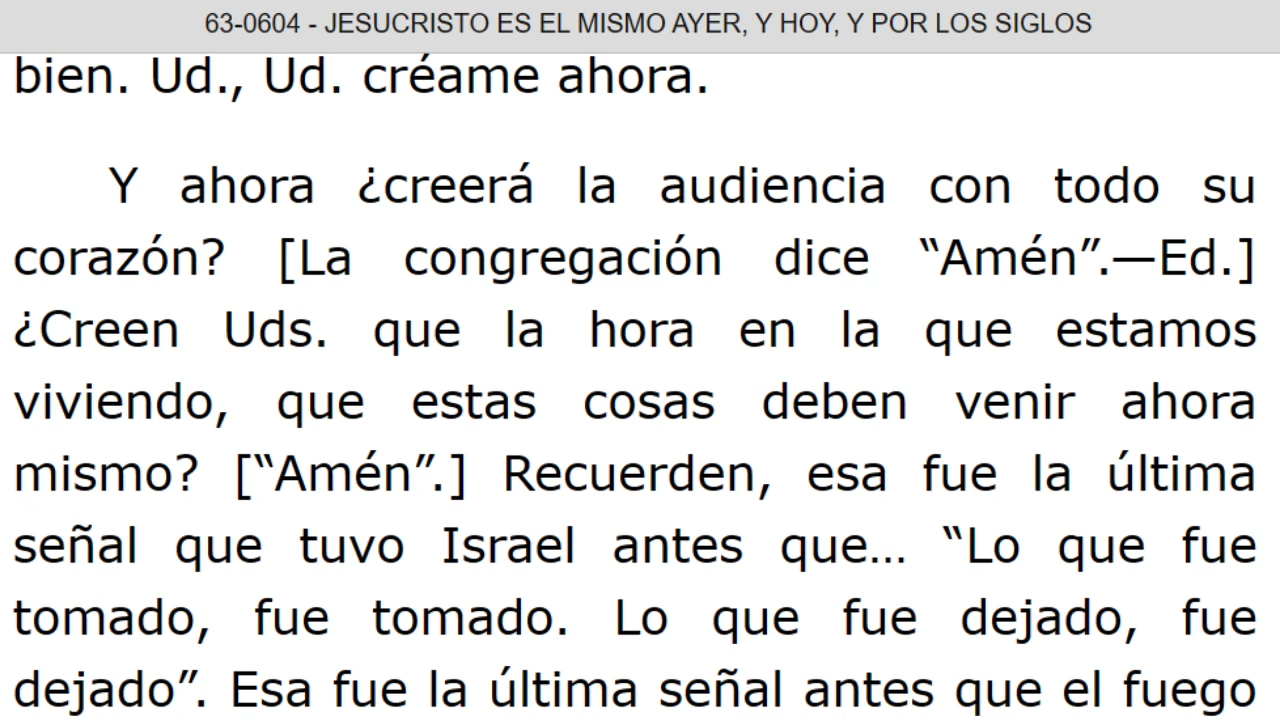 63-0604 - JESUCRISTO ES EL MISMO AYER, Y HOY, Y POR LOS SIGLOS
bien. Ud., Ud. créame ahora.
Y ahora ¿creerá la audiencia con todo su
corazón? [La congregación dice “Amén”.—Ed.]
¿Creen Uds. que la hora en la que estamos
viviendo, que estas cosas deben venir ahora
mismo? [“Amén”.] Recuerden, esa fue la última
señal que tuvo Israel antes que... “Lo que fue
tomado, fue tomado. Lo que fue dejado, fue
dejado”. Esa fue la última señal antes que el fuego